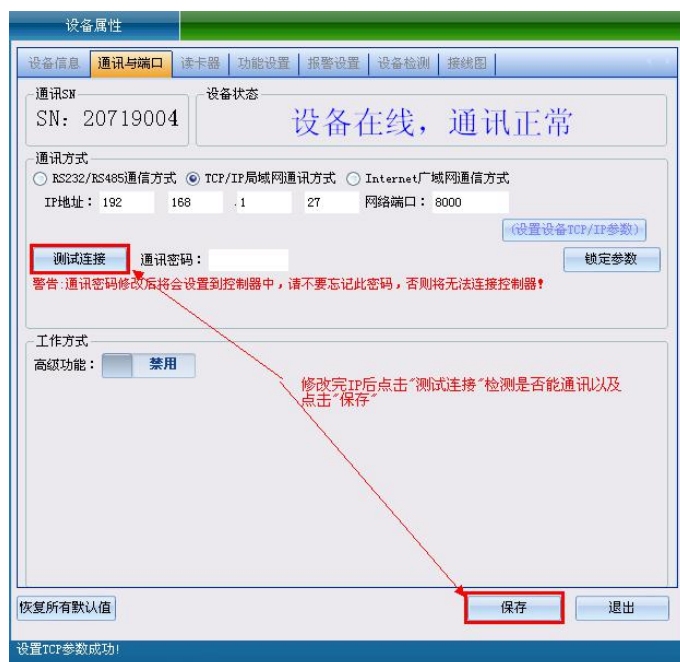 设备属性
设备信息 通讯与端口 读卡器 功能设置 报警设置 设备检测 接线图
通讯SN
SN: 20719004
设备状态
设备在线，通讯正常
通讯方式
RS232/RS485通信方式 TCP/IP局域网通讯方式 Internet广域网通信方式
IP地址： 192 168 .1 27 网络端口： 8000
(设置设备TCP/IP参数)
测试连接 通讯密码： 锁定参数
警告:通讯密码修改后将会设置到控制器中，请不要忘记此密码，否则将无法连接控制器!
工作方式
高级功能： 禁用
修改完IP后点击"测试连接"检测是否能通讯以及
点击"保存"
恢复所有默认值 保存 退出
设置TCP参数成功!